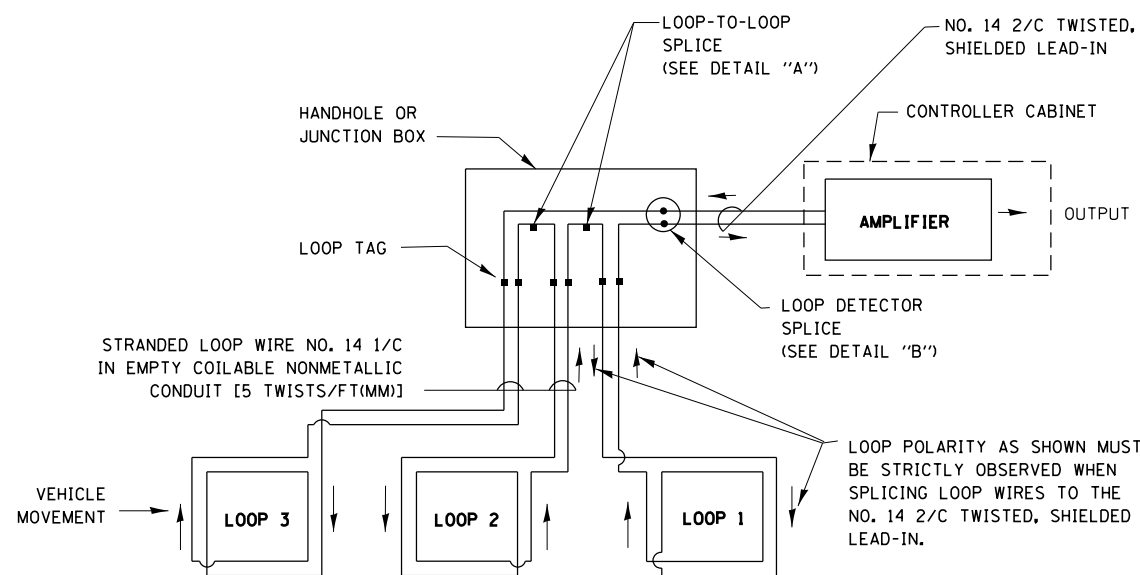 LOOP-TO-LOOP
SPLICE
(SEE DETAIL "A")
NO. 14 2/C TWISTED,
SHIELDED LEAD-IN
HANDHOLE OR
JUNCTION BOX
CONTROLLER CABINET
AMPLIFIER
OUTPUT
LOOP TAG
LOOP DETECTOR
SPLICE
(SEE DETAIL "B")
STRANDED LOOP WIRE NO. 14 1/C
IN EMPTY COILABLE NONMETALLIC
CONDUIT [5 TWISTS/FT(MM)]
LOOP POLARITY AS SHOWN MUST
BE STRICTLY OBSERVED WHEN
SPLICING LOOP WIRES TO THE
NO. 14 2/C TWISTED, SHIELDED
LEAD-IN.
VEHICLE
MOVEMENT
LOOP 3
LOOP 2
LOOP 1